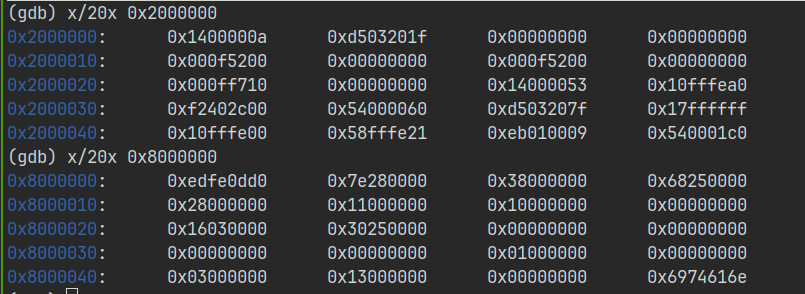 (gdb) x/20x 0x2000000
0x2000000: 0x1400000a 0xd503201f 0x00000000 0x00000000
0x2000010: 0x000f5200 0x00000000 0x000f5200 0x00000000
0x2000020: 0x000ff710 0x00000000 0x14000053 0x10fffea0
0x2000030: 0xf2402c00 0x54000060 0xd503207f 0x17ffffff
0x2000040: 0x10fffe00 0x58fffe21 0xeb010009 0x540001c0
(gdb) x/20x 0x8000000
0x8000000: 0xedfe0dd0 0x7e280000 0x38000000 0x68250000
0x8000010: 0x28000000 0x11000000 0x10000000 0x00000000
0x8000020: 0x16030000 0x30250000 0x00000000 0x00000000
0x8000030: 0x00000000 0x00000000 0x01000000 0x00000000
0x8000040: 0x03000000 0x13000000 0x00000000 0x6974616e